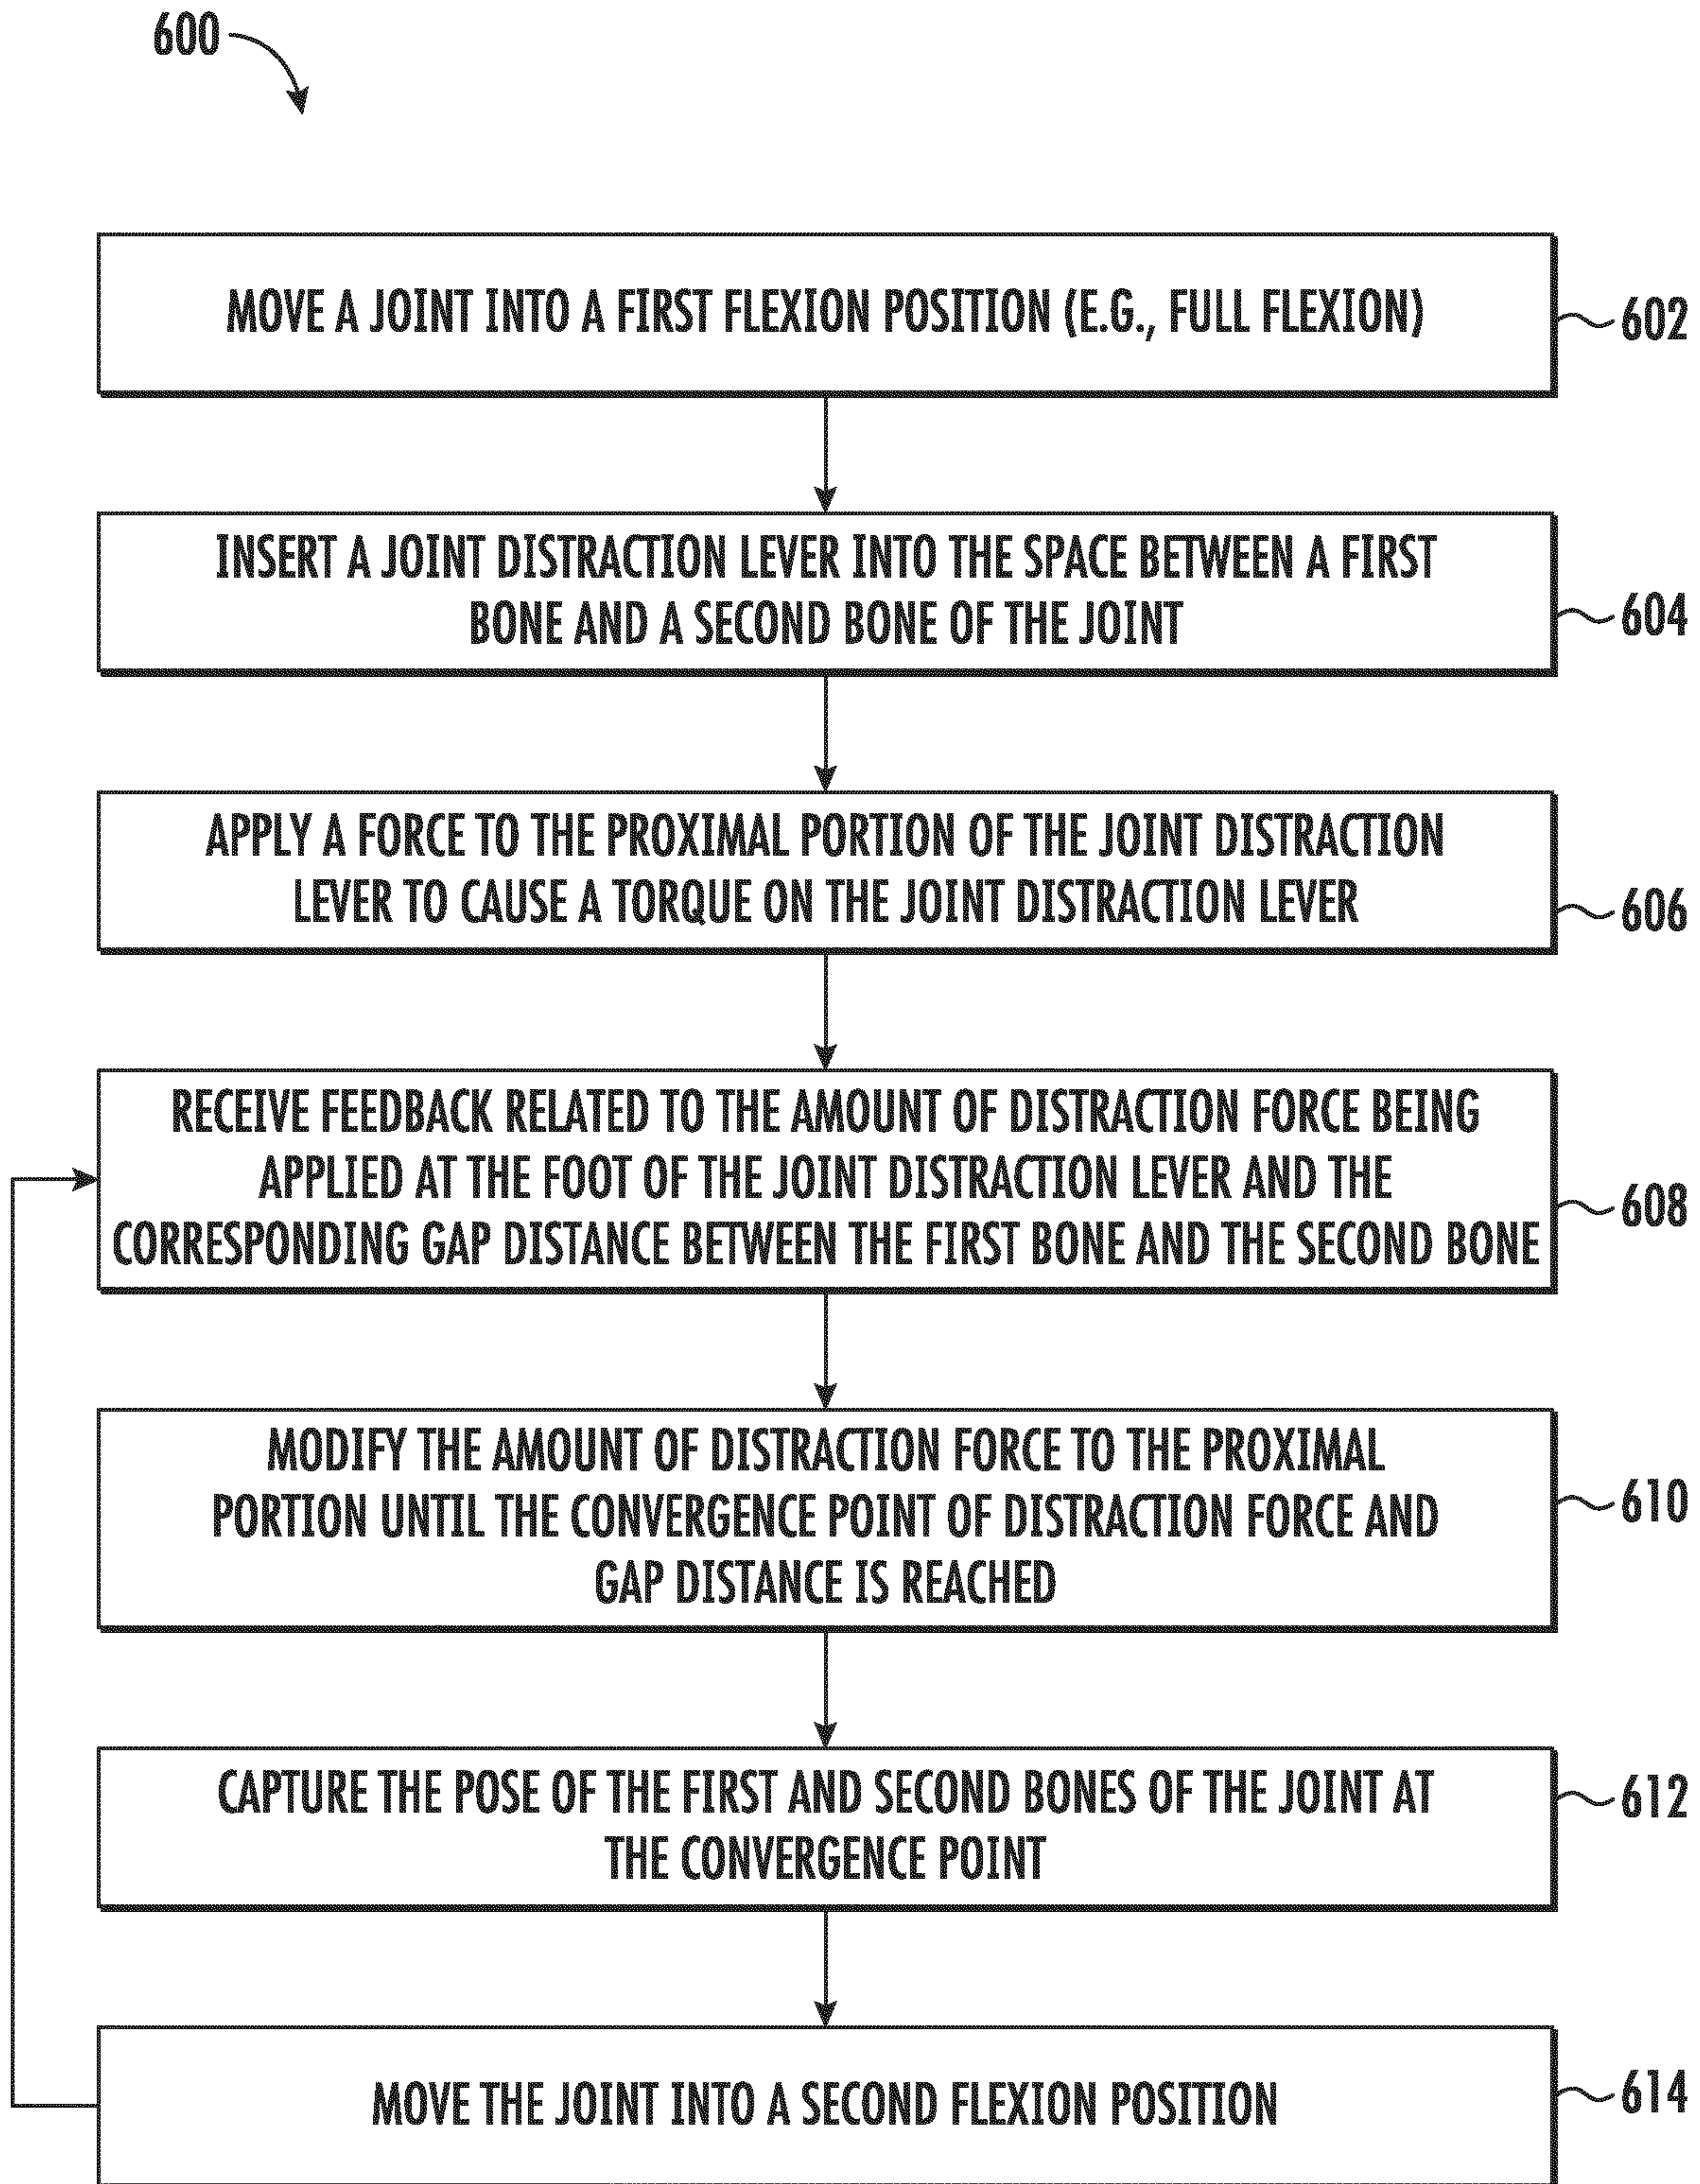 600
MOVE A JOINT INTO A FIRST FLEXION POSITION (E.G., FULL FLEXION)
602
INSERT A JOINT DISTRACTION LEVER INTO THE SPACE BETWEEN A FIRST
BONE AND A SECOND BONE OF THE JOINT
604
APPLY A FORCE TO THE PROXIMAL PORTION OF THE JOINT DISTRACTION
LEVER TO CAUSE A TORQUE ON THE JOINT DISTRACTION LEVER
606
RECEIVE FEEDBACK RELATED TO THE AMOUNT OF DISTRACTION FORCE BEING
APPLIED AT THE FOOT OF THE JOINT DISTRACTION LEVER AND THE
CORRESPONDING GAP DISTANCE BETWEEN THE FIRST BONE AND THE SECOND BONE
608
MODIFY THE AMOUNT OF DISTRACTION FORCE TO THE PROXIMAL
PORTION UNTIL THE CONVERGENCE POINT OF DISTRACTION FORCE AND
GAP DISTANCE IS REACHED
610
CAPTURE THE POSE OF THE FIRST AND SECOND BONES OF THE JOINT AT
THE CONVERGENCE POINT
612
MOVE THE JOINT INTO A SECOND FLEXION POSITION
614